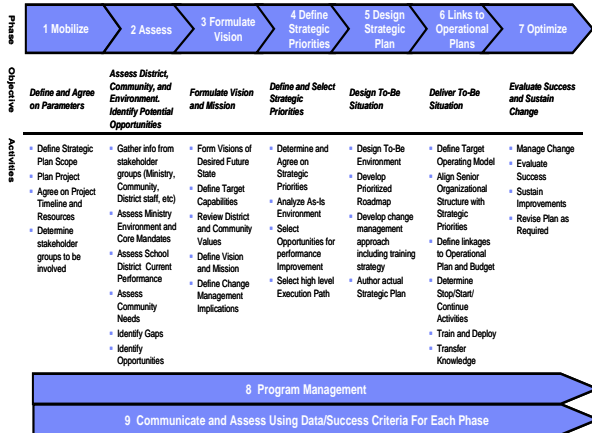 Phase
1 Mobilize
2 Assess
3 Formulate
Vision
4 Define
Strategic
Priorities
5 Design
Strategic
Plan
6 Links to
Operational
Plans
7 Optimize
Objective
Define and Agree
on Parameters
Assess District,
Community, and
Environment.
Identify Potential
Opportunities
Formulate Vision
and Mission
Define and Select
Strategic
Priorities
Design To-Be
Situation
Deliver To-Be
Situation
Evaluate Success
and Sustain
Change
Activities
Define Strategic
Plan Scope
Plan Project
Agree on Project
Timeline and
Resources
Determine
stakeholder
groups to be
involved
Gather info from
stakeholder
groups (Ministry,
Community,
District staff, etc)
Assess Ministry
Environment and
Core Mandates
Assess School
District Current
Performance
Assess
Community
Needs
Identify Gaps
Identify
Opportunities
Form Visions of
Desired Future
State
Define Target
Capabilities
Review District
and Community
Values
Define Vision
and Mission
Define Change
Management
Implications
Determine and
Agree on
Strategic
Priorities
Analyze As-Is
Environment
Select
Opportunities for
performance
Improvement
Select high level
Execution Path
Design To-Be
Environment
Develop
Prioritized
Roadmap
Develop change
management
approach
including training
strategy
Author actual
Strategic Plan
Define Target
Operating Model
Align Senior
Organizational
Structure with
Strategic
Priorities
Define linkages
to Operational
Plan and Budget
Determine
Stop/Start/
Continue
Activities
Train and Deploy
Transfer
Knowledge
Manage Change
Evaluate
Success
Sustain
Improvements
Revise Plan as
Required
8 Program Management
9 Communicate and Assess Using Data/Success Criteria For Each Phase